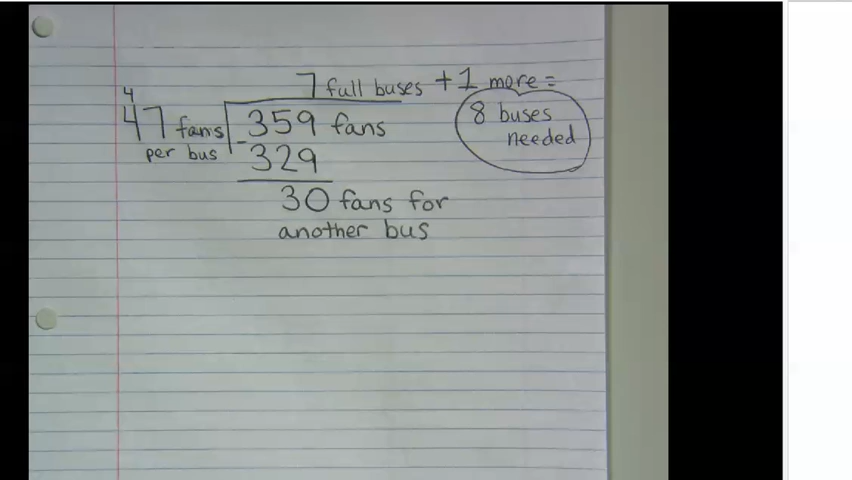 7 full buses +1 more =
4
47 fans 359 fans 8 buses
per bus -329 needed
30 fans for
another bus